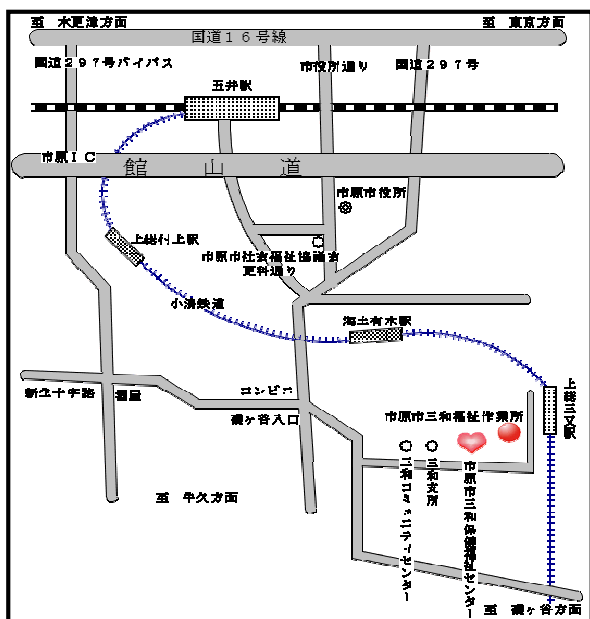 至 木更津方面
至 東京方面
国道16号線
国道297号バイパス
市役所通り
国道297号
五井駅
市原IC
館山道
市原市役所
上総村上駅
市原市社会福祉協議会
更科通り
小湊鉄道
海士有木駅
上総三又駅
新生十字路
酒屋
コンビニ
磯ヶ谷入口
市原市三和福祉作業所
三和コミュニティセンター
三和支所
市原市三和保健福祉センター
至 牛久方面
至 磯ヶ谷方面